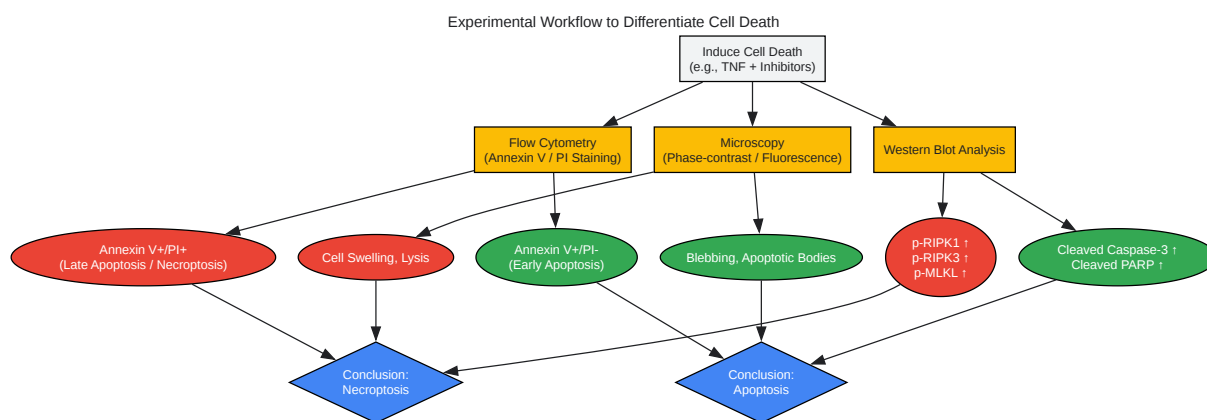 Experimental Workflow to Differentiate Cell Death
Induce Cell Death
(e.g., TNF + Inhibitors)
Flow Cytometry
(Annexin V / PI Staining)
Microscopy
(Phase-contrast / Fluorescence)
Western Blot Analysis
Annexin V+/PI+
(Late Apoptosis / Necroptosis)
Cell Swelling, Lysis
Annexin V+/PI-
(Early Apoptosis)
Blebbing, Apoptotic Bodies
p-RIPK1 ↑
p-RIPK3 ↑
p-MLKL ↑
Cleaved Caspase-3 ↑
Cleaved PARP ↑
Conclusion:
Necroptosis
Conclusion:
Apoptosis